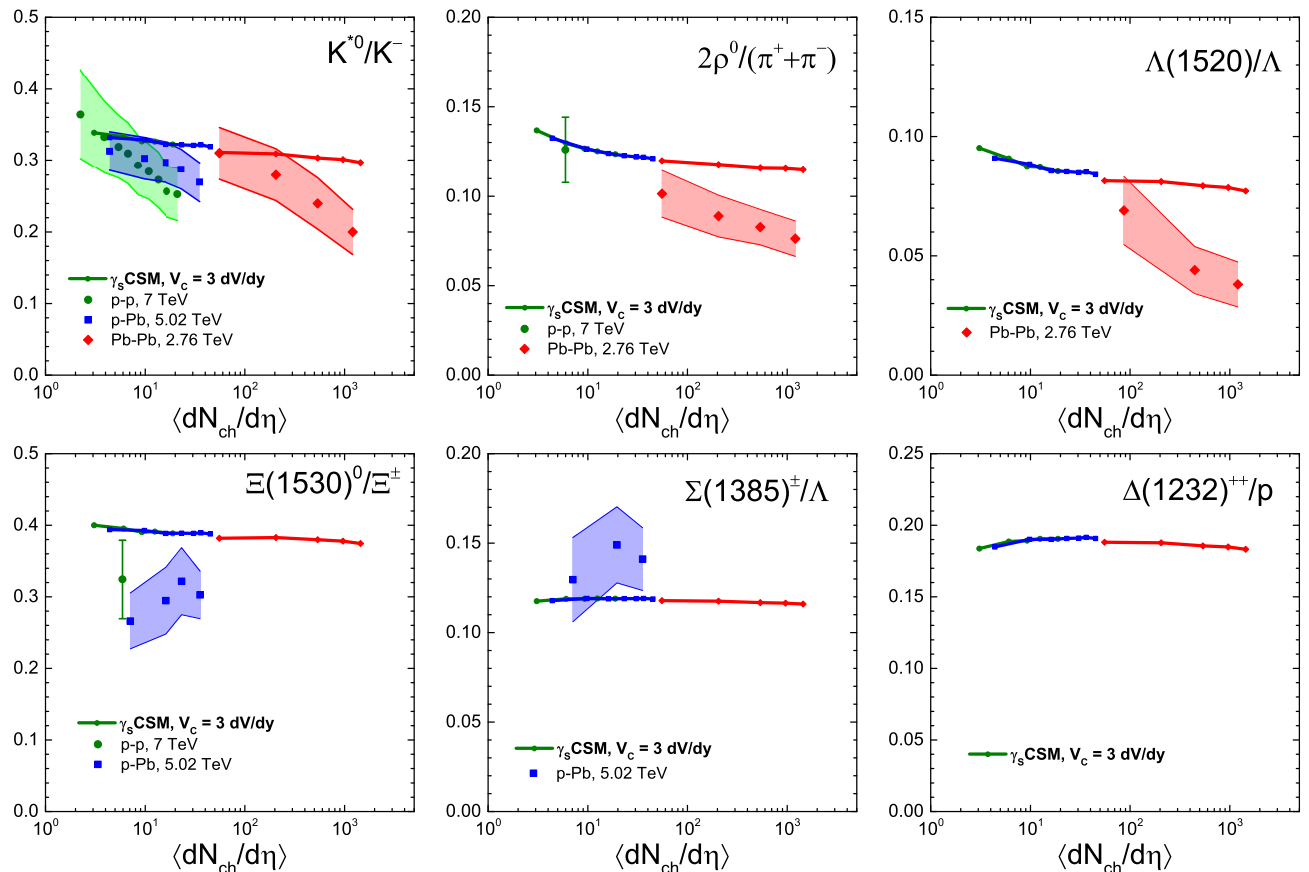 K*0/K−
0.5
0.4
0.3
0.2
0.1
0.0
γsCSM, VC = 3 dV/dy
p-p, 7 TeV
p-Pb, 5.02 TeV
Pb-Pb, 2.76 TeV
10^0 10^1 10^2 10^3
⟨dNch/dη⟩
2ρ0/(π++π−)
0.20
0.15
0.10
0.05
0.00
γsCSM, VC = 3 dV/dy
p-p, 7 TeV
Pb-Pb, 2.76 TeV
10^0 10^1 10^2 10^3
⟨dNch/dη⟩
Λ(1520)/Λ
0.15
0.10
0.05
0.00
γsCSM, VC = 3 dV/dy
Pb-Pb, 2.76 TeV
10^0 10^1 10^2 10^3
⟨dNch/dη⟩
Ξ(1530)0/Ξ±
0.5
0.4
0.3
0.2
0.1
0.0
γsCSM, VC = 3 dV/dy
p-p, 7 TeV
p-Pb, 5.02 TeV
10^0 10^1 10^2 10^3
⟨dNch/dη⟩
Σ(1385)±/Λ
0.20
0.15
0.10
0.05
0.00
γsCSM, VC = 3 dV/dy
p-Pb, 5.02 TeV
10^0 10^1 10^2 10^3
⟨dNch/dη⟩
Δ(1232)++/p
0.25
0.20
0.15
0.10
0.05
0.00
γsCSM, VC = 3 dV/dy
10^0 10^1 10^2 10^3
⟨dNch/dη⟩